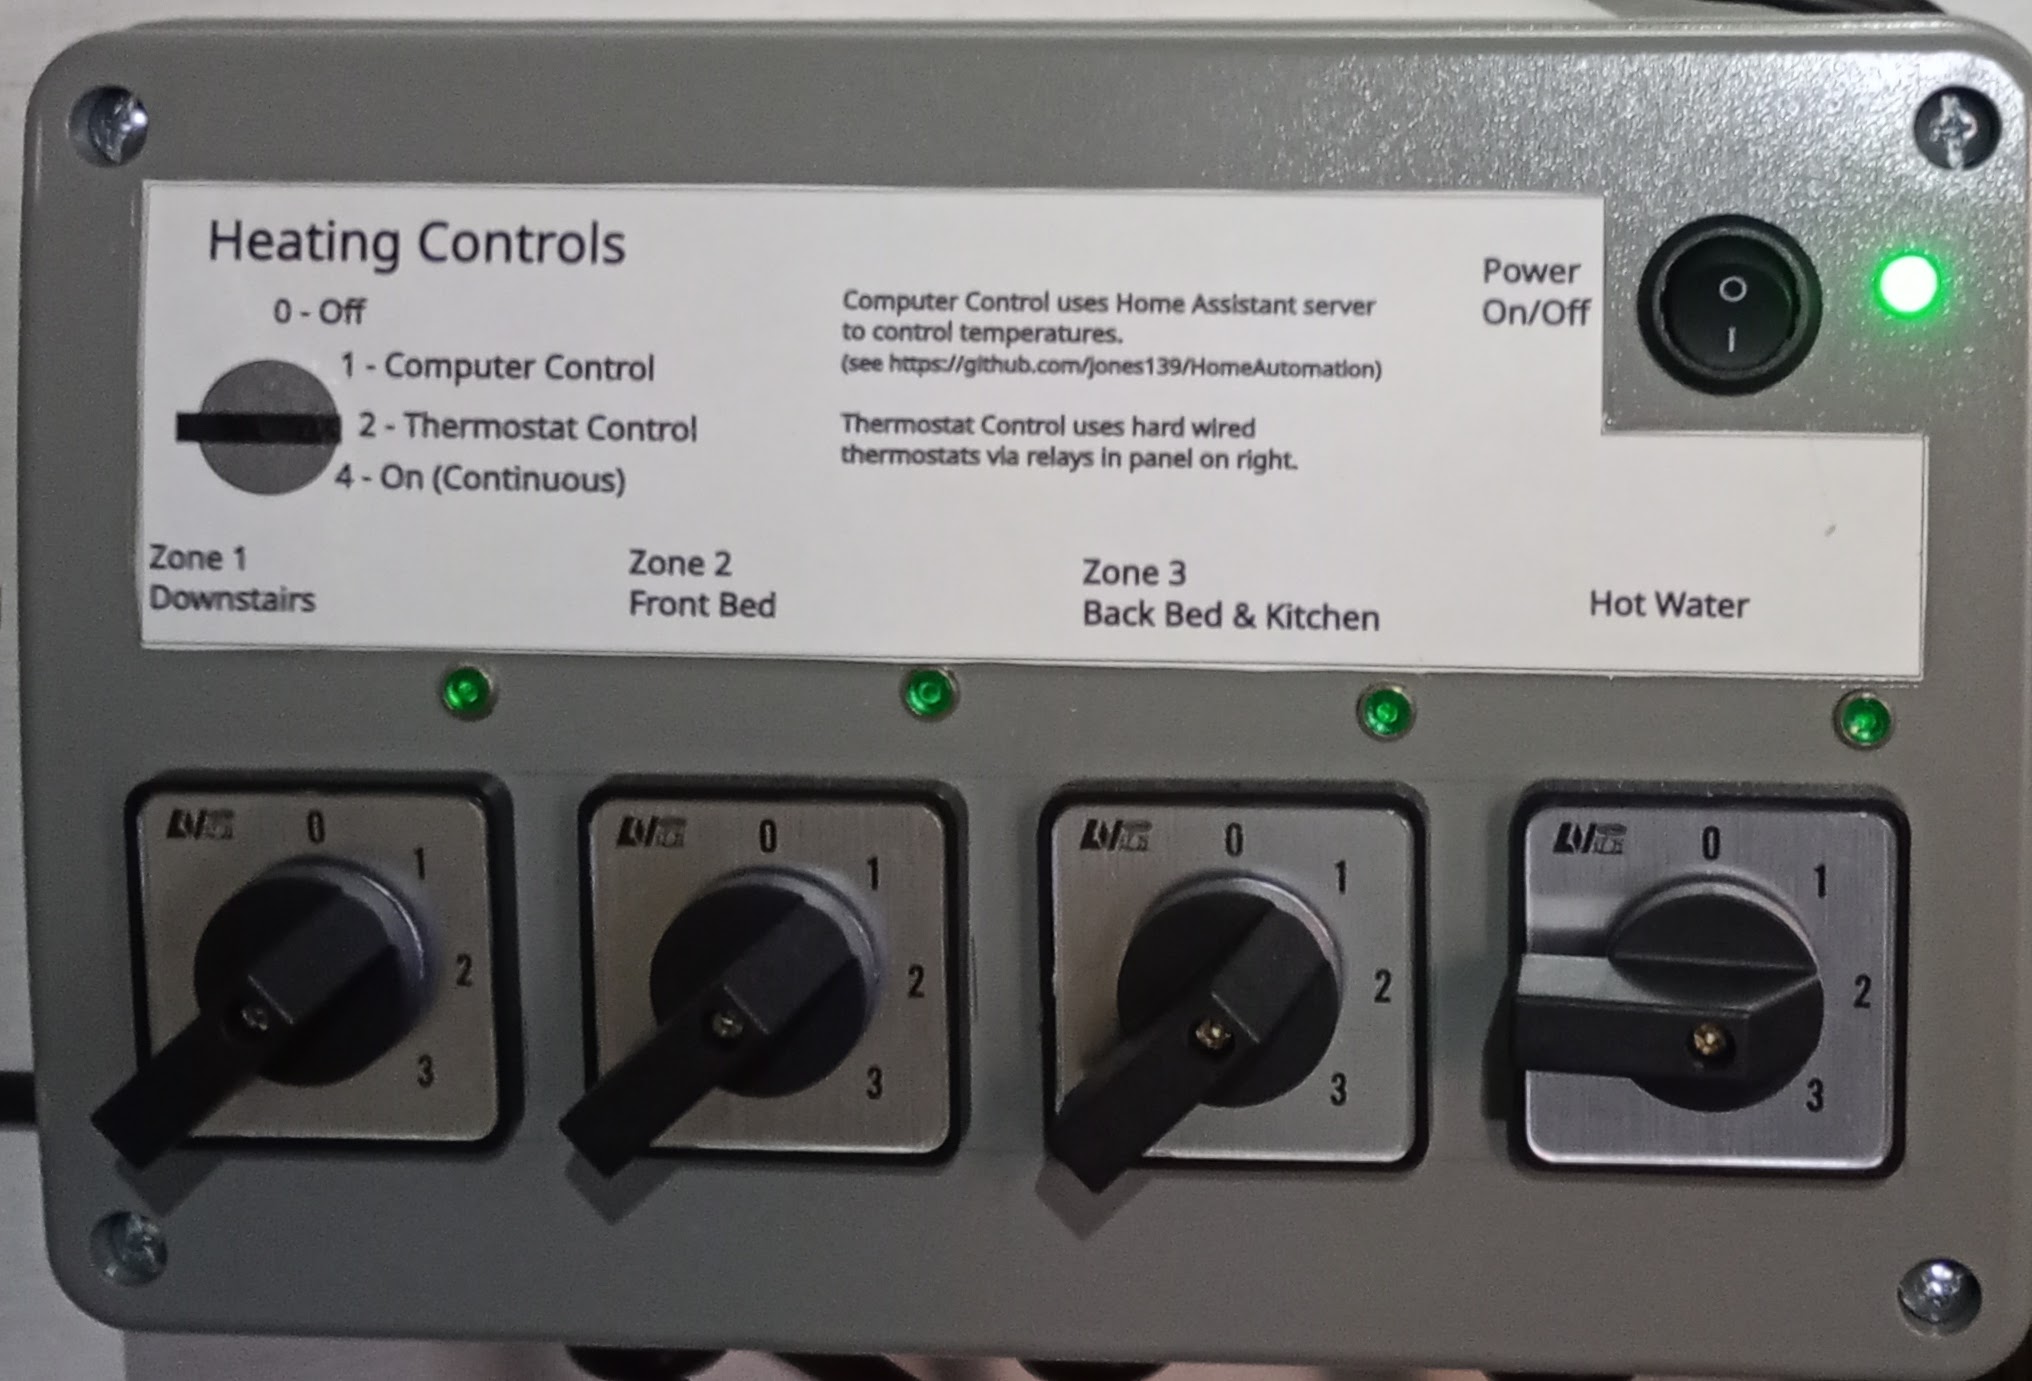 Heating Controls
0 - Off
1 - Computer Control
2 - Thermostat Control
4 - On (Continuous)
Computer Control uses Home Assistant server
to control temperatures.
(see https://github.com/jones139/HomeAutomation)
Thermostat Control uses hard wired
thermostats via relays in panel on right.
Power
On/Off
O
I
Zone 1
Downstairs
Zone 2
Front Bed
Zone 3
Back Bed & Kitchen
Hot Water
0
1
2
3
0
1
2
3
0
1
2
3
0
1
2
3